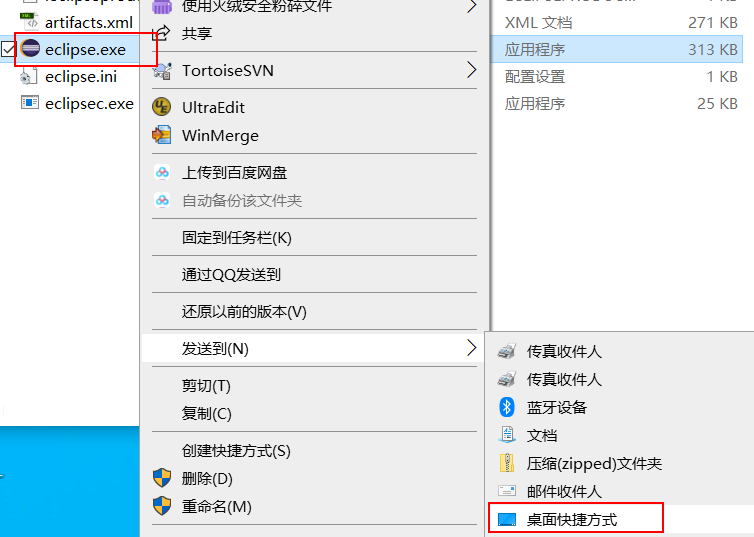 使用火绒安全粉碎文件
artifacts.xml
XML 文档
271 KB
共享
eclipse.exe
应用程序
313 KB
eclipse.ini
TortoiseSVN
配置设置
1 KB
eclipsec.exe
UltraEdit
应用程序
25 KB
WinMerge
上传到百度网盘
自动备份该文件夹
固定到任务栏(K)
通过QQ发送到
还原以前的版本(V)
发送到(N)
传真收件人
传真收件人
剪切(T)
蓝牙设备
复制(C)
文档
创建快捷方式(S)
压缩(zipped)文件夹
删除(D)
邮件收件人
重命名(M)
桌面快捷方式